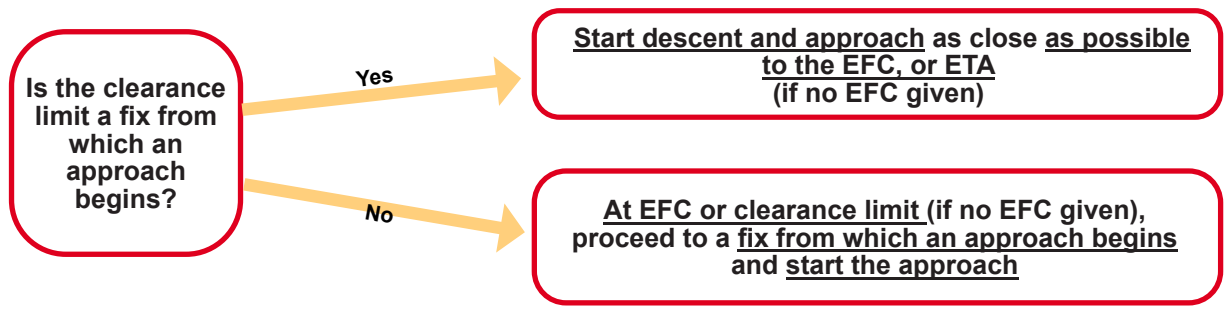 Is the clearance
limit a fix from
which an
approach
begins?
Yes
Start descent and approach as close as possible
to the EFC, or ETA
(if no EFC given)
No
At EFC or clearance limit (if no EFC given),
proceed to a fix from which an approach begins
and start the approach